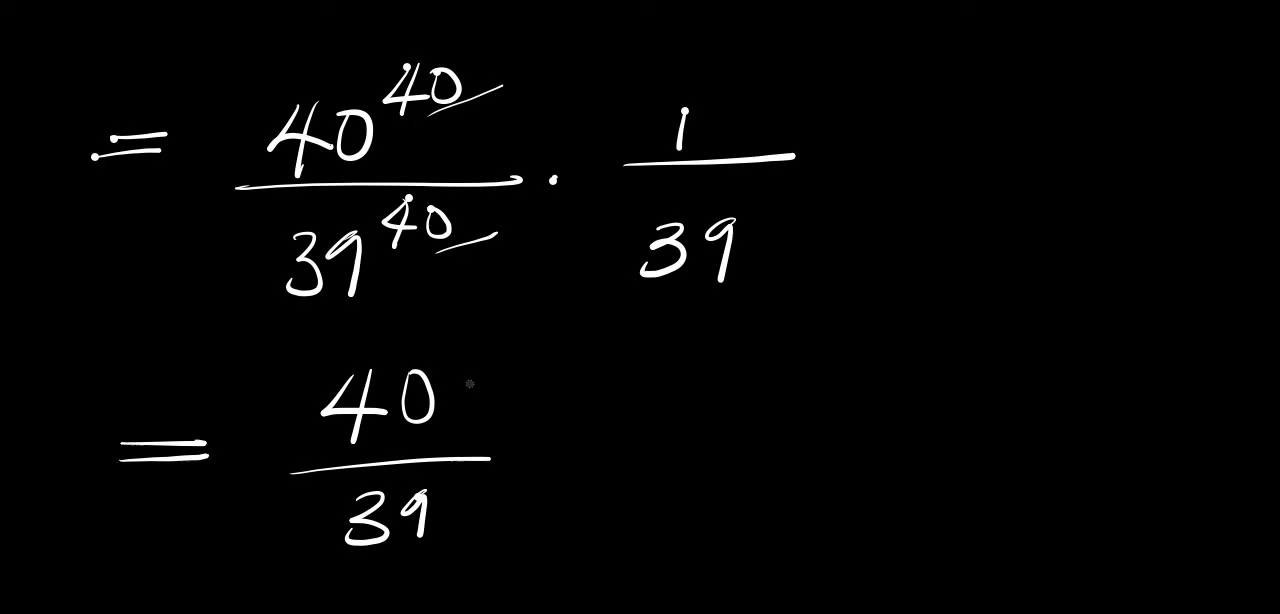 = 40^40 / 39^40 · 1 / 39
= 40 / 39